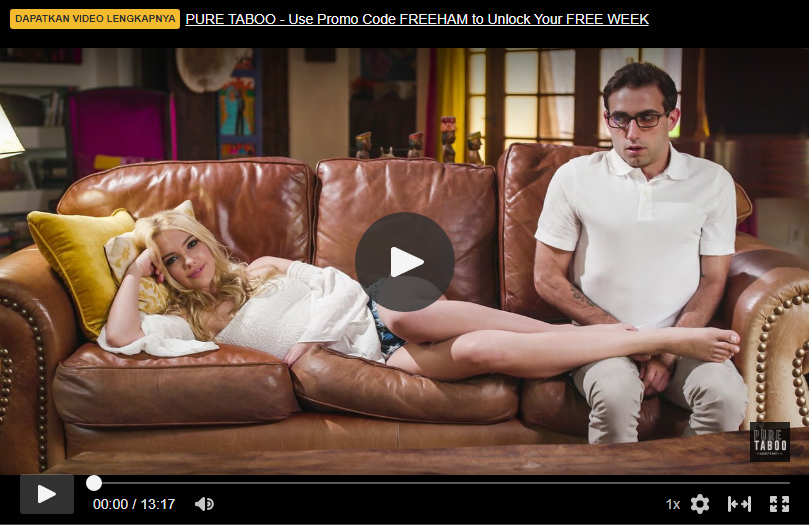 DAPATKAN VIDEO LENGKAPNYA PURE TABOO - Use Promo Code FREEHAM to Unlock Your FREE WEEK
PURE
TABOO
00:00 / 13:17
1x